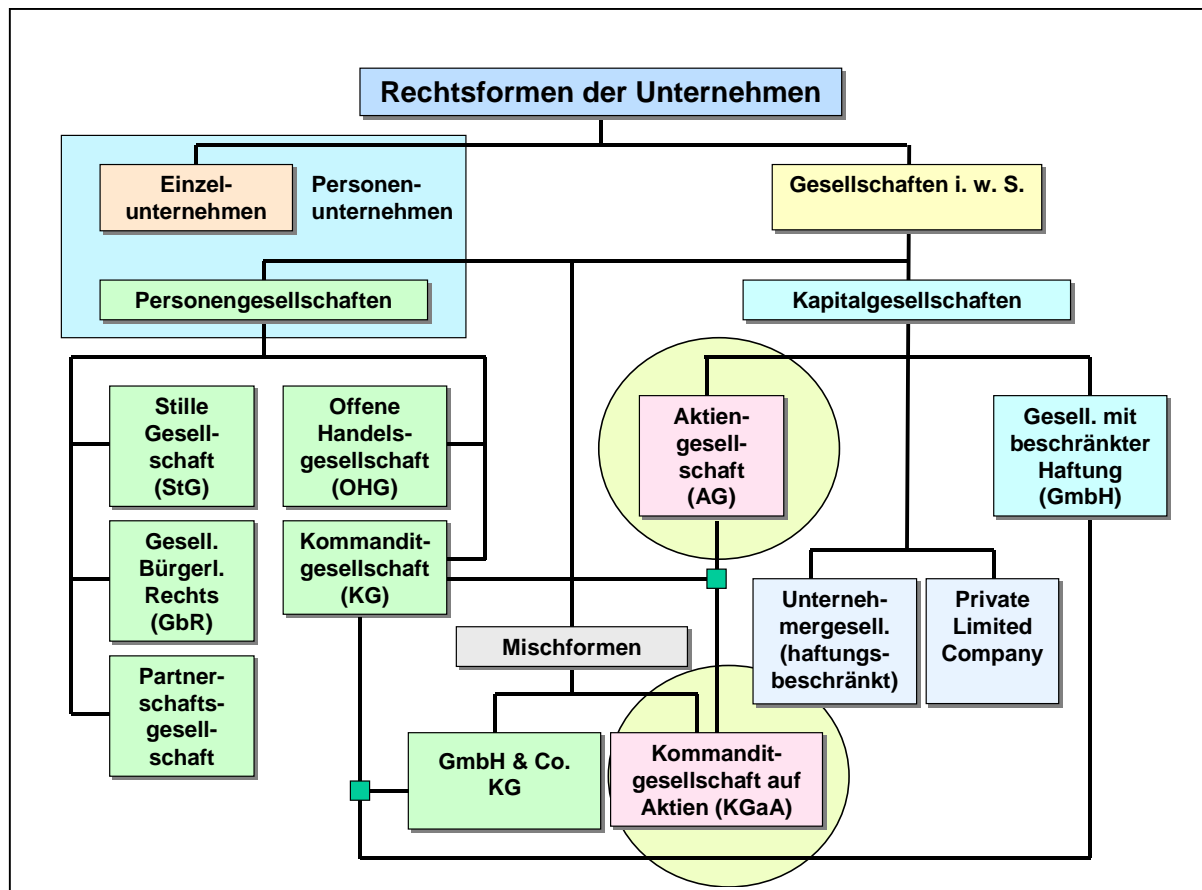 Rechtsformen der Unternehmen
Einzel-
unternehmen
Personen-
unternehmen
Gesellschaften i. w. S.
Personengesellschaften
Kapitalgesellschaften
Stille
Gesell-
schaft
(StG)
Offene
Handels-
gesellschaft
(OHG)
Aktien-
gesell-
schaft
(AG)
Gesell. mit
beschränkter
Haftung
(GmbH)
Gesell.
Bürgerl.
Rechts
(GbR)
Kommandit-
gesellschaft
(KG)
Unterneh-
mergesell.
(haftungs-
beschränkt)
Private
Limited
Company
Mischformen
Partner-
schafts-
gesell-
schaft
GmbH & Co.
KG
Kommandit-
gesellschaft auf
Aktien (KGaA)